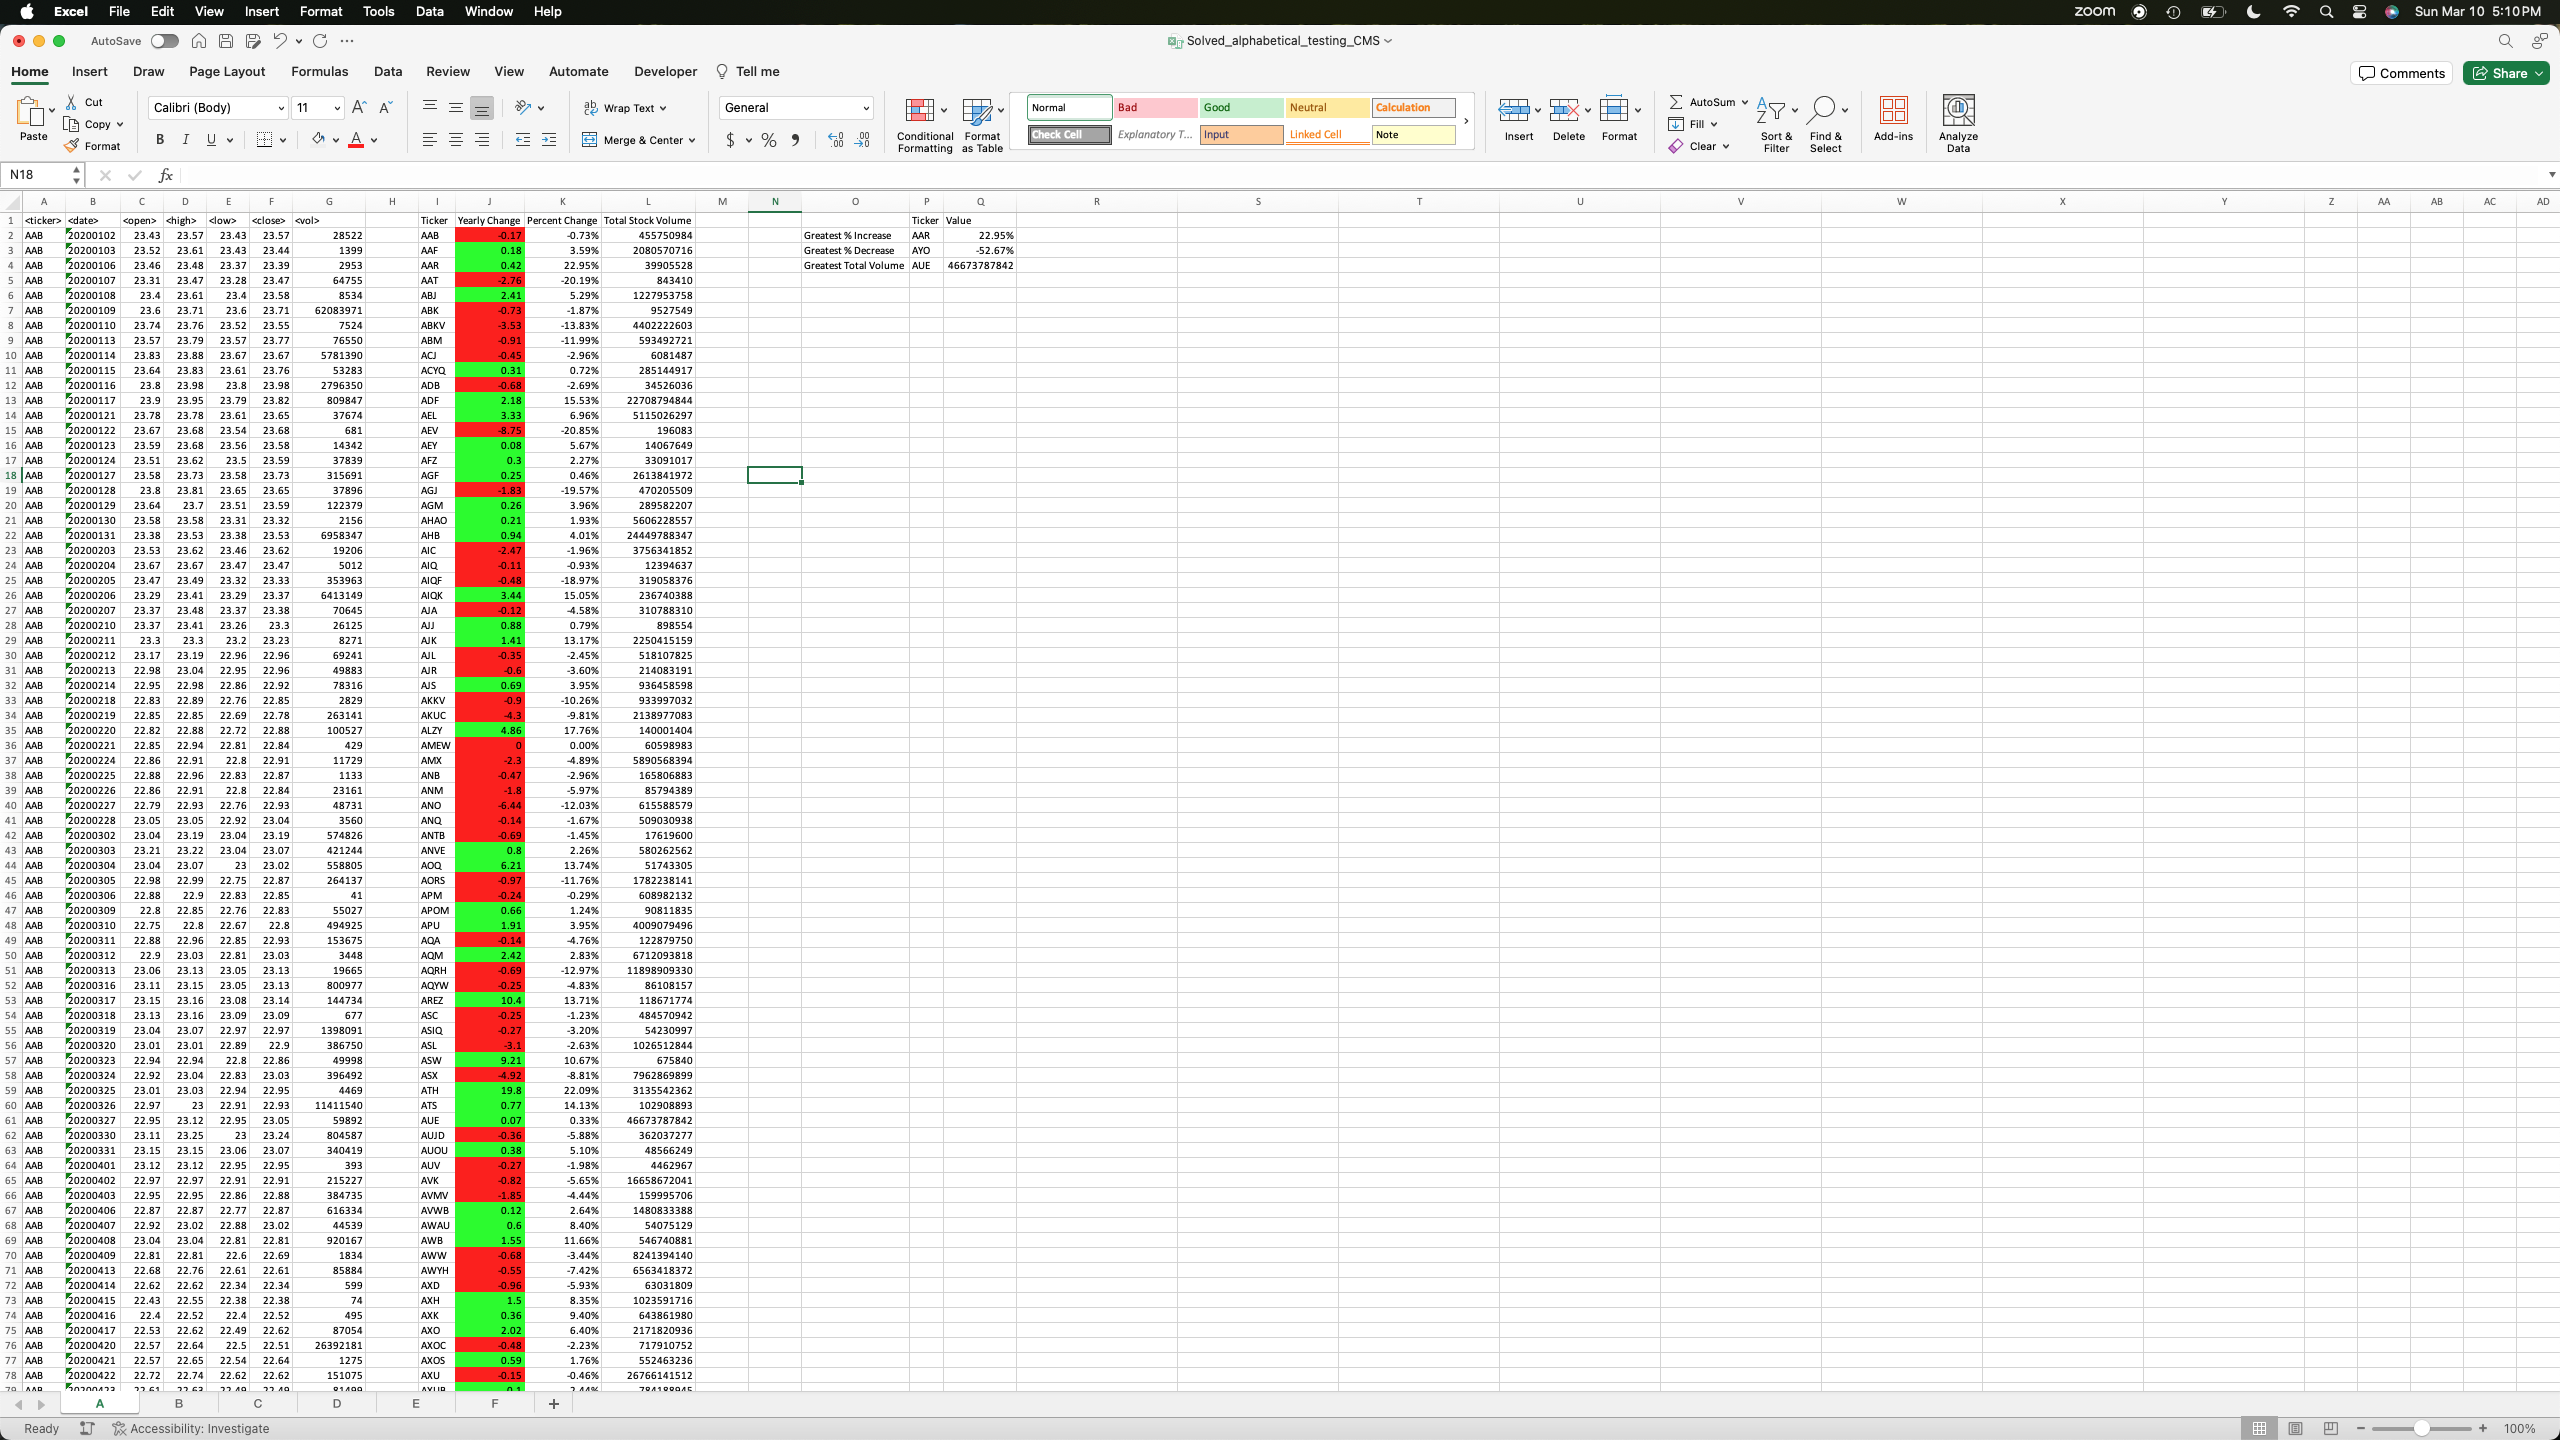 Excel File Edit View Insert Format Tools Data Window Help zoom Sun Mar 10 5:10 PM
AutoSave Solved_alphabetical_testing_CMS
Home Insert Draw Page Layout Formulas Data Review View Automate Developer Tell me Comments Share
Paste Cut Copy Format
Calibri (Body) 11
B I U
Wrap Text
Merge & Center
General
$ %
Conditional Formatting Format as Table
Normal Bad Good Neutral Calculation
Check Cell Explanatory T... Input Linked Cell Note
Insert Delete Format
AutoSum Fill Clear
Sort & Filter Find & Select Add-ins Analyze Data
N18 fx
A B C D E F G H I J K L M N O P Q R S T U V W X Y Z AA AB AC AD
1 <ticker> <date> <open> <high> <low> <close> <vol> Ticker Yearly Change Percent Change Total Stock Volume Ticker Value
2 AAB 20200102 23.43 23.57 23.43 23.57 28522 AAB -0.17 -0.73% 455750984 Greatest % Increase AAR 22.95%
3 AAB 20200103 23.52 23.61 23.43 23.44 1399 AAF 0.18 3.59% 2080570716 Greatest % Decrease AYO -52.67%
4 AAB 20200106 23.46 23.48 23.37 23.39 2953 AAR 0.42 22.95% 39905528 Greatest Total Volume AUE 46673787842
5 AAB 20200107 23.31 23.47 23.28 23.47 64755 AAT -2.76 -20.19% 843410
6 AAB 20200108 23.4 23.61 23.4 23.58 8534 ABJ 2.41 5.29% 1227953758
7 AAB 20200109 23.6 23.71 23.6 23.71 62083971 ABK -0.73 -1.87% 9527549
8 AAB 20200110 23.74 23.76 23.52 23.55 7524 ABKV -3.53 -13.83% 4402222603
9 AAB 20200113 23.57 23.79 23.57 23.77 76550 ABM -0.91 -11.99% 593492721
10 AAB 20200114 23.83 23.88 23.67 23.67 5781390 ACJ -0.45 -2.96% 6081487
11 AAB 20200115 23.64 23.83 23.61 23.76 53283 ACYQ 0.31 0.72% 285144917
12 AAB 20200116 23.8 23.98 23.8 23.98 2796350 ADB -0.68 -2.69% 34526036
13 AAB 20200117 23.9 23.95 23.79 23.82 809847 ADF 2.18 15.53% 22708794844
14 AAB 20200121 23.78 23.78 23.61 23.65 37674 AEL 3.33 6.96% 5115026297
15 AAB 20200122 23.67 23.68 23.54 23.68 681 AEV -8.75 -20.85% 196083
16 AAB 20200123 23.59 23.68 23.56 23.58 14342 AEY 0.08 5.67% 14067649
17 AAB 20200124 23.51 23.62 23.5 23.59 37839 AFZ 0.3 2.27% 33091017
18 AAB 20200127 23.58 23.73 23.58 23.73 315691 AGF 0.25 0.46% 2613841972
19 AAB 20200128 23.8 23.81 23.65 23.65 37896 AGJ -1.83 -19.57% 470205509
20 AAB 20200129 23.64 23.7 23.51 23.59 122379 AGM 0.26 3.96% 289582207
21 AAB 20200130 23.58 23.58 23.31 23.32 2156 AHAO 0.21 1.93% 5606228557
22 AAB 20200131 23.38 23.53 23.38 23.53 6958347 AHB 0.94 4.01% 24449788347
23 AAB 20200203 23.53 23.62 23.46 23.62 19206 AIC -2.47 -1.96% 3756341852
24 AAB 20200204 23.67 23.67 23.47 23.47 5012 AIQ -0.11 -0.93% 12394637
25 AAB 20200205 23.47 23.49 23.32 23.33 353963 AIQF -0.48 -18.97% 319058376
26 AAB 20200206 23.29 23.41 23.29 23.37 6413149 AIQK 3.44 15.05% 236740388
27 AAB 20200207 23.37 23.48 23.37 23.38 70645 AJA -0.12 -4.58% 310788310
28 AAB 20200210 23.37 23.41 23.26 23.3 26125 AJJ 0.88 0.79% 898554
29 AAB 20200211 23.3 23.3 23.2 23.23 8271 AJK 1.41 13.17% 2250415159
30 AAB 20200212 23.17 23.19 22.96 22.96 69241 AJL -0.35 -2.45% 518107825
31 AAB 20200213 22.98 23.04 22.95 22.96 49883 AJR -0.6 -3.60% 214083191
32 AAB 20200214 22.95 22.98 22.86 22.92 78316 AJS 0.69 3.95% 936458598
33 AAB 20200218 22.83 22.89 22.76 22.85 2829 AKKV -0.9 -10.26% 933997032
34 AAB 20200219 22.85 22.85 22.69 22.78 263141 AKUC -4.3 -9.81% 2138977083
35 AAB 20200220 22.82 22.88 22.72 22.88 100527 ALZY 4.86 17.76% 140001404
36 AAB 20200221 22.85 22.94 22.81 22.84 429 AMEW 0 0.00% 60598983
37 AAB 20200224 22.86 22.91 22.8 22.91 11729 AMX -2.3 -4.89% 5890568394
38 AAB 20200225 22.88 22.96 22.83 22.87 1133 ANB -0.47 -2.96% 165806883
39 AAB 20200226 22.86 22.91 22.8 22.84 23161 ANM -1.8 -5.97% 85794389
40 AAB 20200227 22.79 22.93 22.76 22.93 48731 ANO -6.44 -12.03% 615588579
41 AAB 20200228 23.05 23.05 22.92 23.04 3560 ANQ -0.14 -1.67% 509030938
42 AAB 20200302 23.04 23.19 23.04 23.19 574826 ANTB -0.69 -1.45% 17619600
43 AAB 20200303 23.21 23.22 23.04 23.07 421244 ANVE 0.8 2.26% 580262562
44 AAB 20200304 23.04 23.07 23 23.02 558805 AOQ 6.21 13.74% 51743305
45 AAB 20200305 22.98 22.99 22.75 22.87 264137 AORS -0.97 -11.76% 1782238141
46 AAB 20200306 22.88 22.9 22.83 22.85 41 APM -0.24 -0.29% 608982132
47 AAB 20200309 22.8 22.85 22.76 22.83 55027 APOM 0.66 1.24% 90811835
48 AAB 20200310 22.75 22.8 22.67 22.8 494925 APU 1.91 3.95% 4009079496
49 AAB 20200311 22.88 22.96 22.85 22.93 153675 AQA -0.14 -4.76% 122879750
50 AAB 20200312 22.9 23.03 22.81 23.03 3448 AQM 2.42 2.83% 6712093818
51 AAB 20200313 23.06 23.13 23.05 23.13 19665 AQRH -0.69 -12.97% 11898909330
52 AAB 20200316 23.11 23.15 23.05 23.13 800977 AQYW -0.25 -4.83% 86108157
53 AAB 20200317 23.15 23.16 23.08 23.14 144734 AREZ 10.4 13.71% 118671774
54 AAB 20200318 23.13 23.16 23.09 23.09 677 ASC -0.25 -1.23% 484570942
55 AAB 20200319 23.04 23.07 22.97 22.97 1398091 ASIQ -0.27 -3.20% 54230997
56 AAB 20200320 23.01 23.01 22.89 22.9 386750 ASL -3.1 -2.63% 1026512844
57 AAB 20200323 22.94 22.94 22.8 22.86 49998 ASW 9.21 10.67% 675840
58 AAB 20200324 22.92 23.04 22.83 23.03 396492 ASX -4.92 -8.81% 7962869899
59 AAB 20200325 23.01 23.03 22.94 22.95 4469 ATH 19.8 22.09% 3135542362
60 AAB 20200326 22.97 23 22.91 22.93 11411540 ATS 0.77 14.13% 102908893
61 AAB 20200327 22.95 23.12 22.95 23.05 59892 AUE 0.07 0.33% 46673787842
62 AAB 20200330 23.11 23.25 23 23.24 804587 AUJD -0.36 -5.88% 362037277
63 AAB 20200331 23.15 23.15 23.06 23.07 340419 AUOU 0.38 5.10% 48566249
64 AAB 20200401 23.12 23.12 22.95 22.95 393 AUV -0.27 -1.98% 4462967
65 AAB 20200402 22.97 22.97 22.91 22.91 215227 AVK -0.82 -5.65% 16658672041
66 AAB 20200403 22.95 22.95 22.86 22.88 384735 AVMV -1.85 -4.44% 159995706
67 AAB 20200406 22.87 22.87 22.77 22.87 616334 AVWB 0.12 2.64% 1480833388
68 AAB 20200407 22.92 23.02 22.88 23.02 44539 AWAU 0.6 8.40% 54075129
69 AAB 20200408 23.04 23.04 22.81 22.81 920167 AWB 1.55 11.66% 546740881
70 AAB 20200409 22.81 22.81 22.6 22.69 1834 AWW -0.68 -3.44% 8241394140
71 AAB 20200413 22.68 22.76 22.61 22.61 85884 AWYH -0.55 -7.42% 6563418372
72 AAB 20200414 22.62 22.62 22.34 22.34 599 AXD -0.96 -5.93% 63031809
73 AAB 20200415 22.43 22.55 22.38 22.38 74 AXH 1.5 8.35% 1023591716
74 AAB 20200416 22.4 22.52 22.4 22.52 495 AXK 0.36 9.40% 643861980
75 AAB 20200417 22.53 22.62 22.49 22.62 87054 AXO 2.02 6.40% 2171820936
76 AAB 20200420 22.57 22.64 22.5 22.51 26392181 AXOC -0.48 -2.23% 717910752
77 AAB 20200421 22.57 22.65 22.54 22.64 1275 AXOS 0.59 1.76% 552463236
78 AAB 20200422 22.72 22.74 22.62 22.62 151075 AXU -0.15 -0.46% 26766141512
A B C D E F +
Ready Accessibility: Investigate 100%